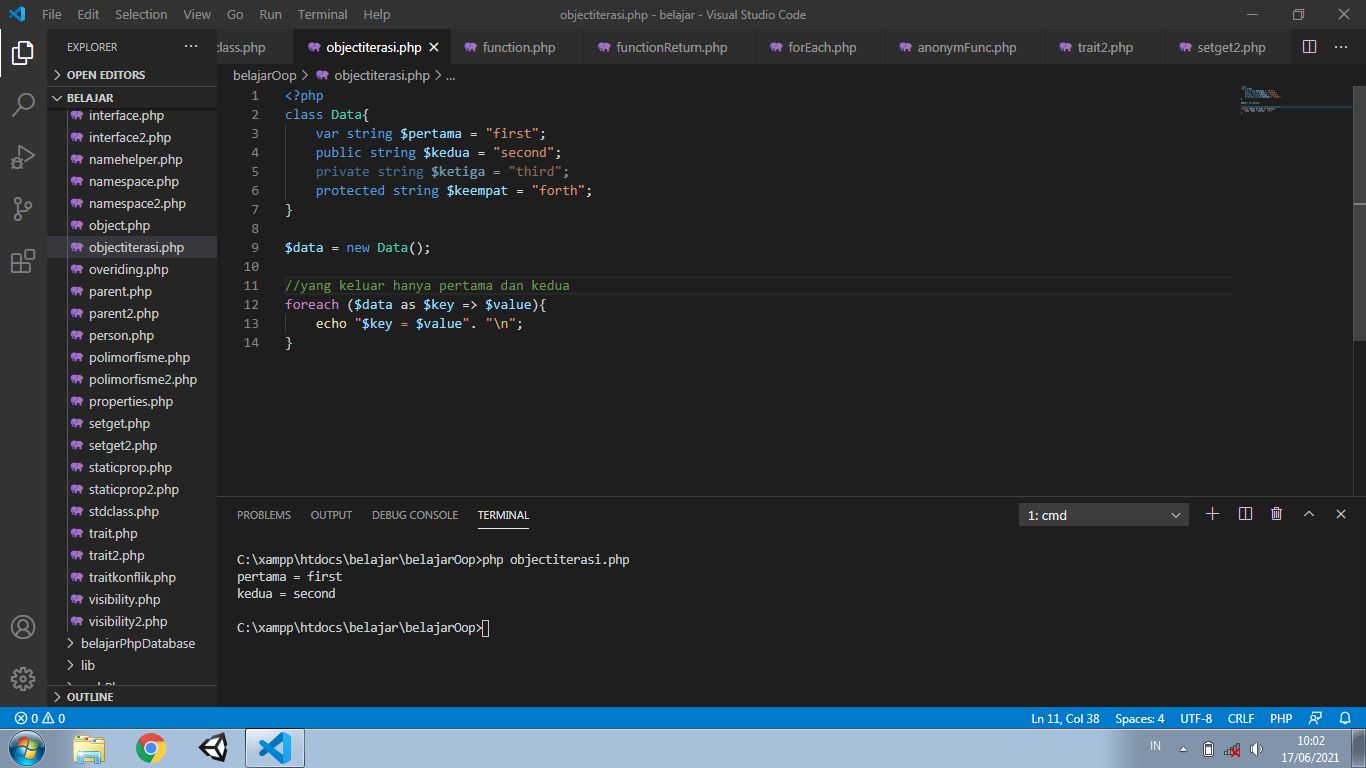 File Edit Selection View Go Run Terminal Help
objectiterasi.php - belajar - Visual Studio Code
EXPLORER
class.php
objectiterasi.php
function.php
functionReturn.php
forEach.php
anonymFunc.php
trait2.php
setget2.php
OPEN EDITORS
BELAJAR
interface.php
interface2.php
namehelper.php
namespace.php
namespace2.php
object.php
objectiterasi.php
overiding.php
parent.php
parent2.php
person.php
polimorfisme.php
polimorfisme2.php
properties.php
setget.php
setget2.php
staticprop.php
staticprop2.php
stdclass.php
trait.php
trait2.php
traitkonflik.php
visibility.php
visibility2.php
belajarPhpDatabase
lib
OUTLINE
belajarOop > objectiterasi.php > ...
1 <?php
2 class Data{
3     var string $pertama = "first";
4     public string $kedua = "second";
5     private string $ketiga = "third";
6     protected string $keempat = "forth";
7 }
8
9 $data = new Data();
10
11 //yang keluar hanya pertama dan kedua
12 foreach ($data as $key => $value){
13     echo "$key = $value". "\n";
14 }
PROBLEMS OUTPUT DEBUG CONSOLE TERMINAL
1: cmd
C:\xampp\htdocs\belajar\belajarOop>php objectiterasi.php
pertama = first
kedua = second
C:\xampp\htdocs\belajar\belajarOop>
0 0
Ln 11, Col 38 Spaces: 4 UTF-8 CRLF PHP
IN
10:02
17/06/2021